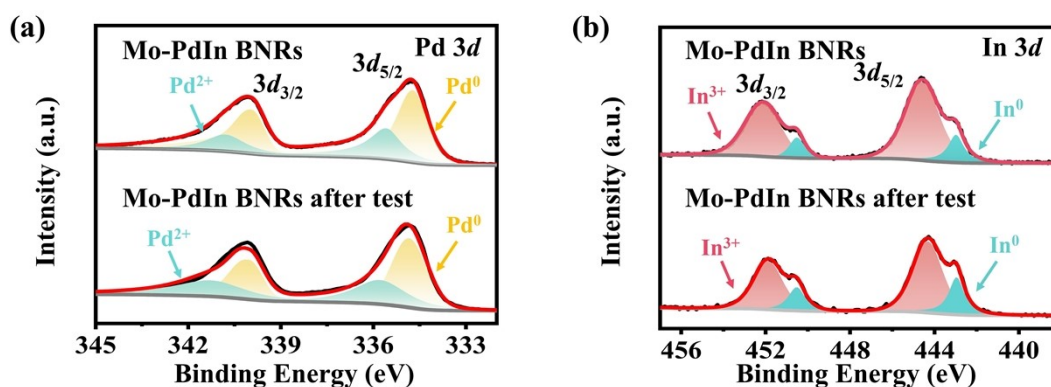 (a)
Mo-PdIn BNRs
Pd 3d
Pd²⁺
3d₃/₂
3d₅/₂
Pd⁰
Mo-PdIn BNRs after test
Pd²⁺
Pd⁰
Intensity (a.u.)
345 342 339 336 333
Binding Energy (eV)
(b)
Mo-PdIn BNRs
In 3d
In³⁺
3d₃/₂
3d₅/₂
In⁰
Mo-PdIn BNRs after test
In³⁺
In⁰
Intensity (a.u.)
456 452 448 444 440
Binding Energy (eV)